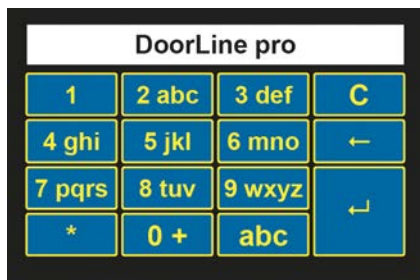 DoorLine pro
1 2 abc 3 def C
4 ghi 5 jkl 6 mno ←
7 pqrs 8 tuv 9 wxyz ↵
* 0 + abc